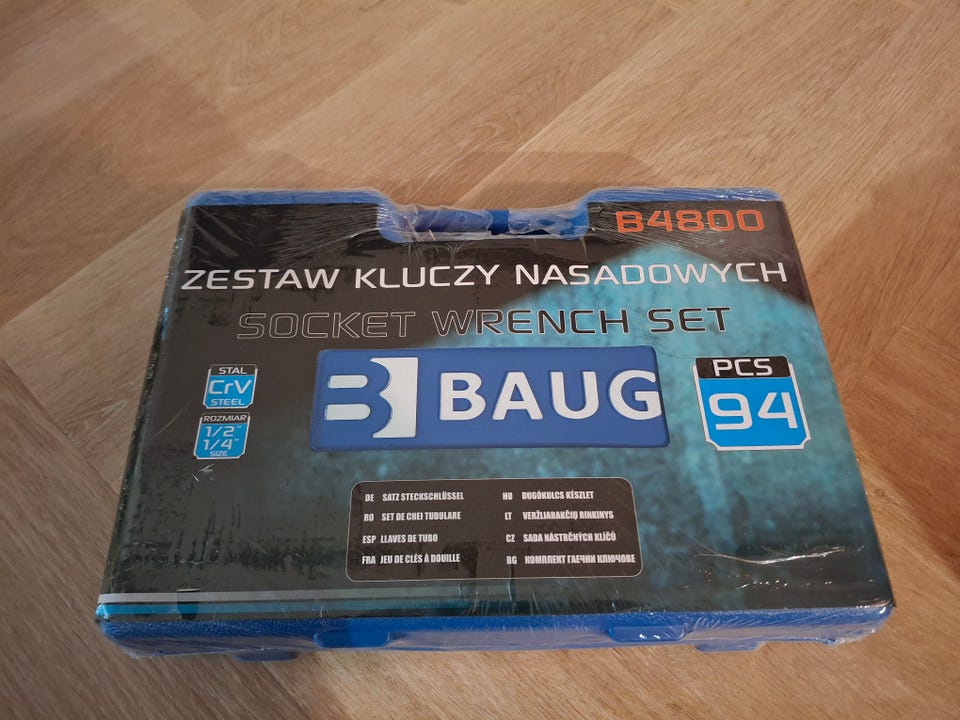 B4800
ZESTAW KLUCZY NASADOWYCH
SOCKET WRENCH SET
STAL
CrV
STEEL
ROZMIAR
1/2"
1/4"
SIZE
B BAUG
PCS
94
DE SATZ STECKSCHLÜSSEL
RO SET DE CHEI TUBULARE
ESP LLAVES DE TUBO
FRA JEU DE CLÉS À DOUILLE
HU DUGÓKULCS KÉSZLET
LT VERŽLIARAKČIŲ RINKINYS
CZ SADA NÁSTRČNÝCH KLÍČŮ
BG КОМПЛЕКТ ГАЕЧНИ КЛЮЧОВЕ